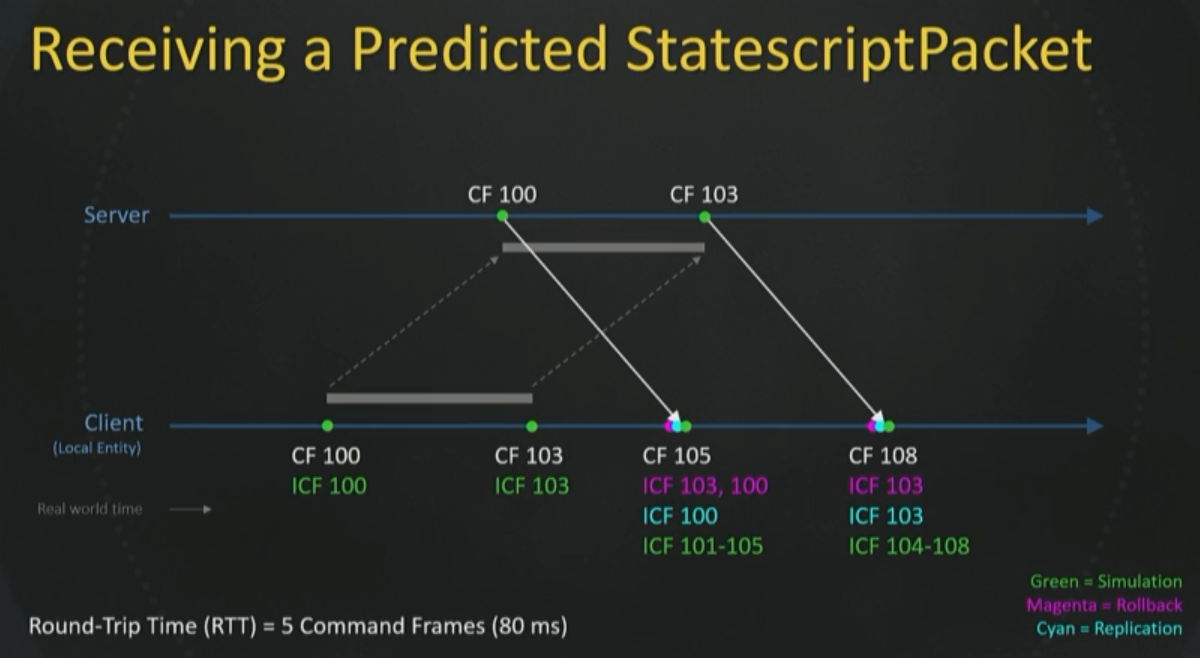 Receiving a Predicted StatescriptPacket
CF 100
CF 103
Server
Client
(Local Entity)
CF 100
CF 103
CF 105
CF 108
ICF 100
ICF 103
ICF 103, 100
ICF 103
Real world time
ICF 100
ICF 103
ICF 101-105
ICF 104-108
Green = Simulation
Magenta = Rollback
Cyan = Replication
Round-Trip Time (RTT) = 5 Command Frames (80 ms)